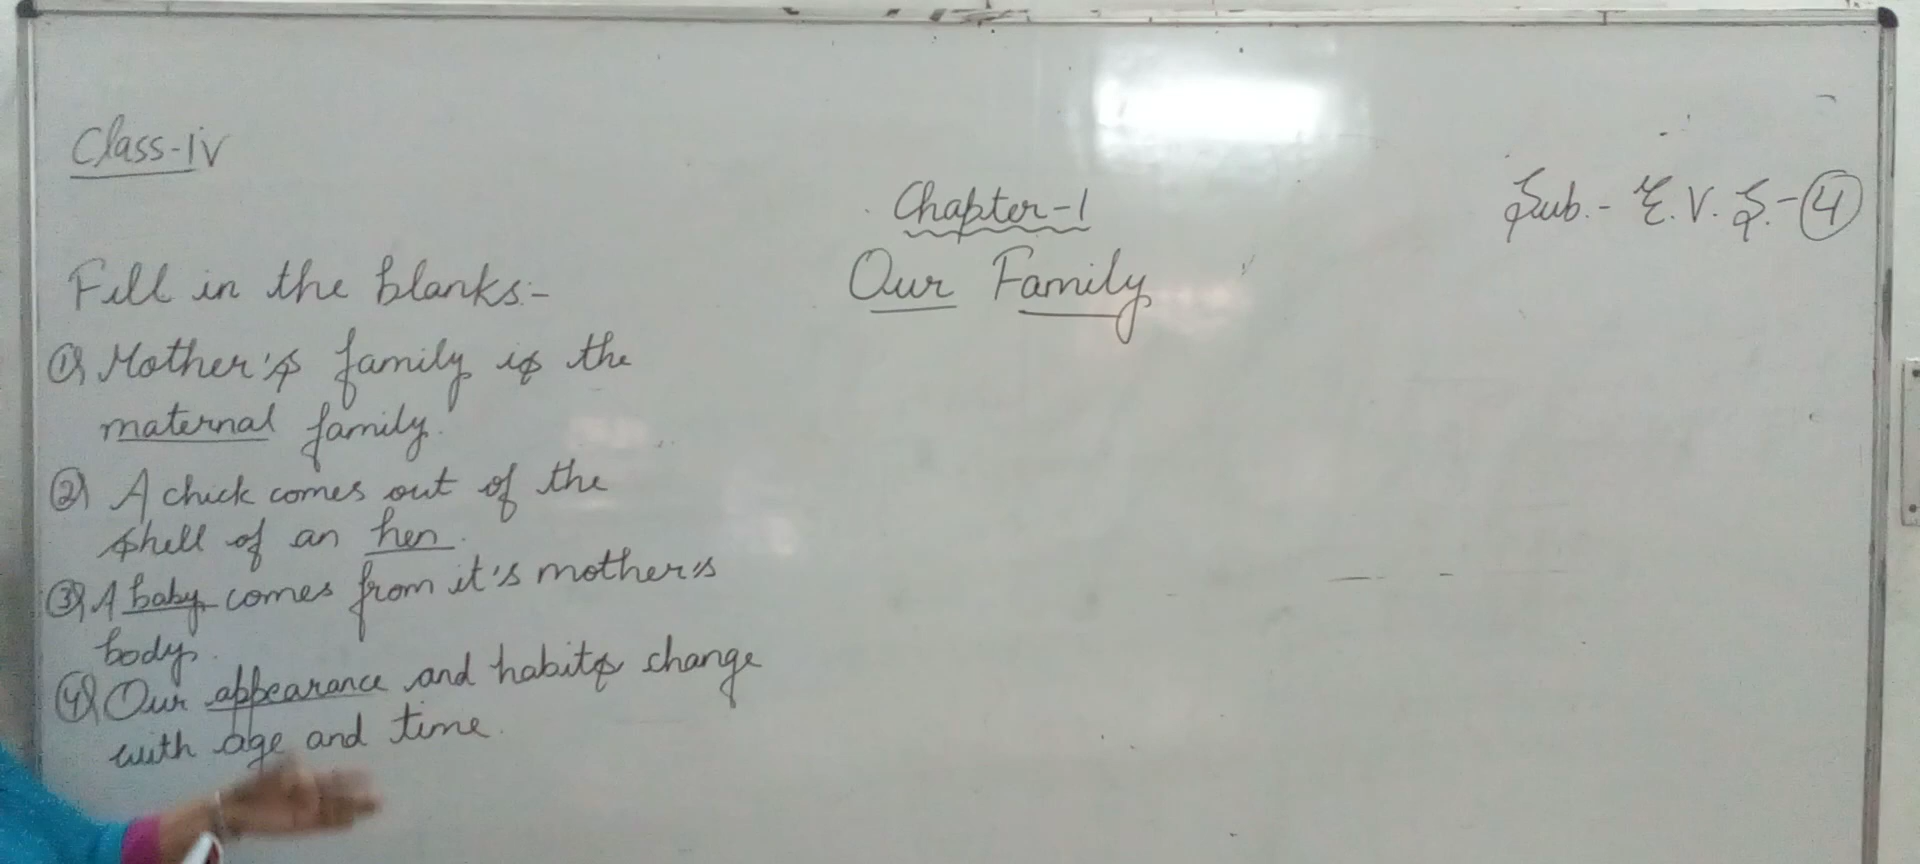 Class-iv
Chapter-1
Sub.- E.V.S.-4
Our Family
Fill in the blanks:-
1) Mother's family is the
maternal family.
2) A chick comes out of the
shell of an hen.
3) A baby comes from it's mother's
body.
4) Our appearance and habits change
with age and time.